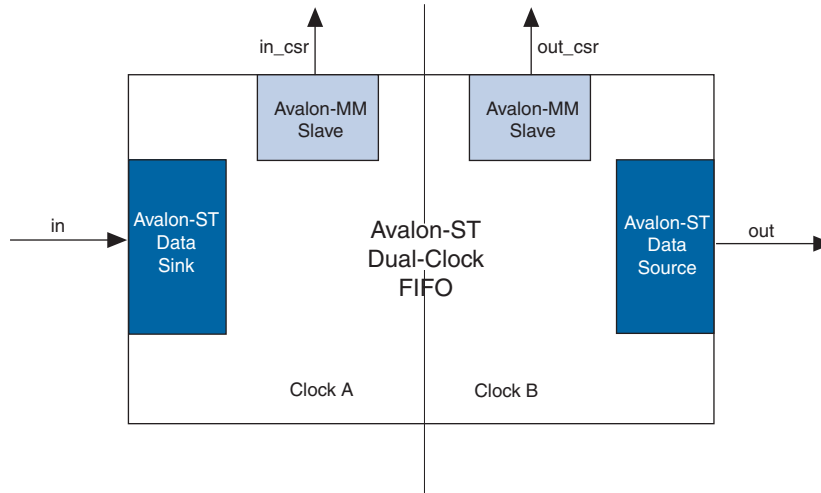 in_csr
out_csr
Avalon-MM
Slave
Avalon-MM
Slave
in
Avalon-ST
Data
Sink
Avalon-ST
Dual-Clock
FIFO
Avalon-ST
Data
Source
out
Clock A
Clock B